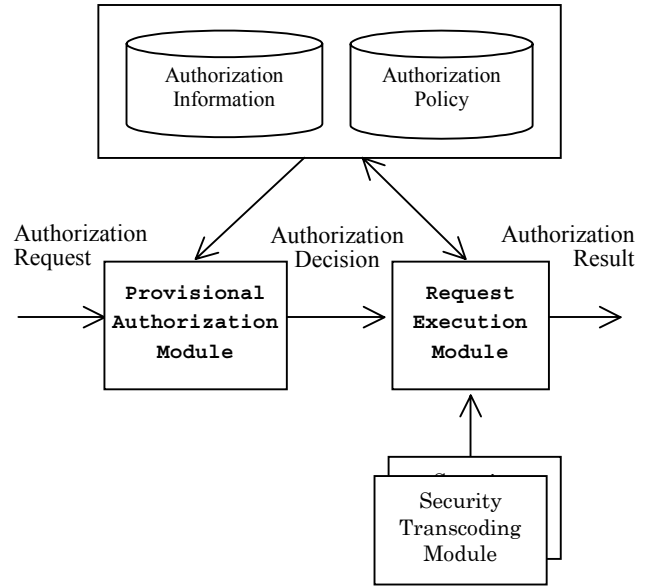 Authorization
Information
Authorization
Policy
Authorization
Request
Authorization
Decision
Authorization
Result
Provisional
Authorization
Module
Request
Execution
Module
Security
Transcoding
Module